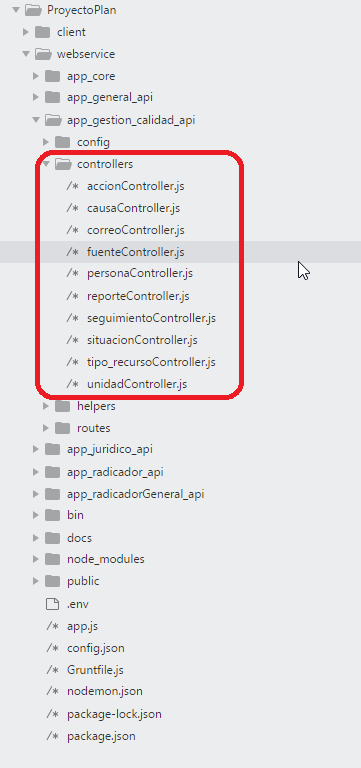 ProyectoPlan
client
webservice
app_core
app_general_api
app_gestion_calidad_api
config
controllers
/* accionController.js
/* causaController.js
/* correoController.js
/* fuenteController.js
/* personaController.js
/* reporteController.js
/* seguimientoController.js
/* situacionController.js
/* tipo_recursoController.js
/* unidadController.js
helpers
routes
app_juridico_api
app_radicador_api
app_radicadorGeneral_api
bin
docs
node_modules
public
.env
/* app.js
/* config.json
/* Gruntfile.js
/* nodemon.json
/* package-lock.json
/* package.json